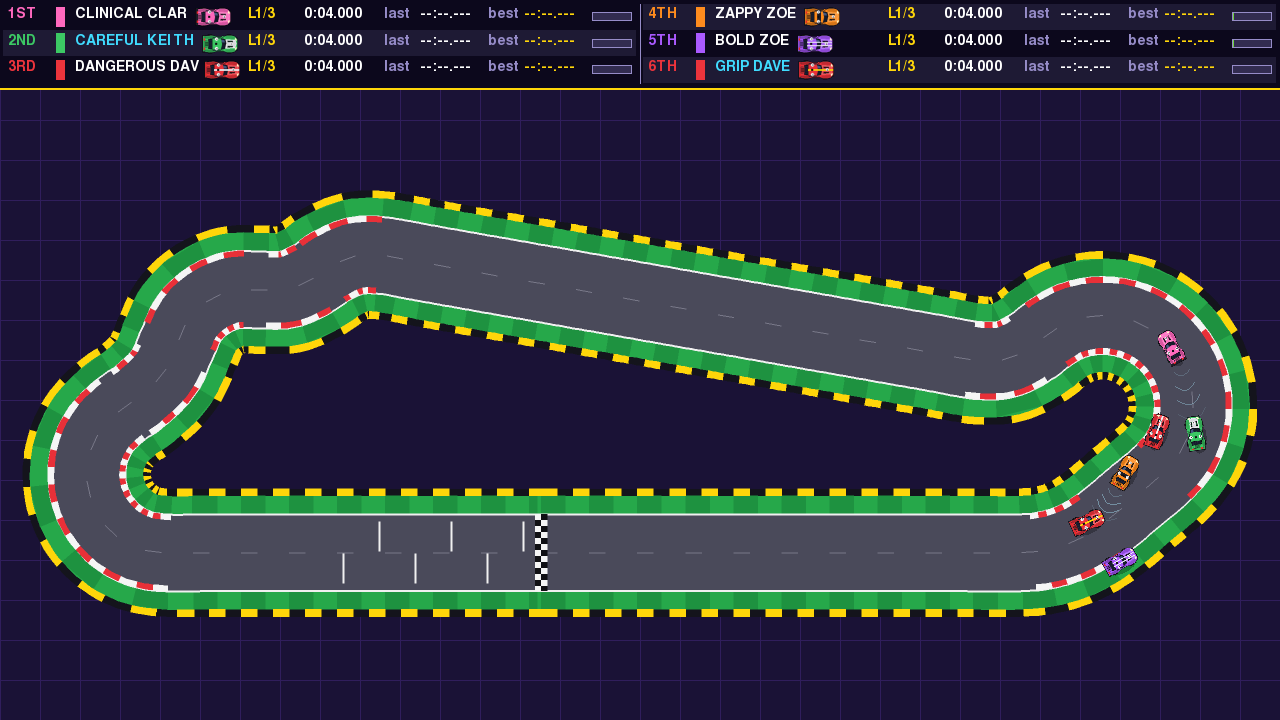 1ST CLINICAL CLAR L1/3 0:04.000 last --:--.--- best --:--.---
2ND CAREFUL KEITH L1/3 0:04.000 last --:--.--- best --:--.---
3RD DANGEROUS DAV L1/3 0:04.000 last --:--.--- best --:--.---
4TH ZAPPY ZOE L1/3 0:04.000 last --:--.--- best --:--.---
5TH BOLD ZOE L1/3 0:04.000 last --:--.--- best --:--.---
6TH GRIP DAVE L1/3 0:04.000 last --:--.--- best --:--.---